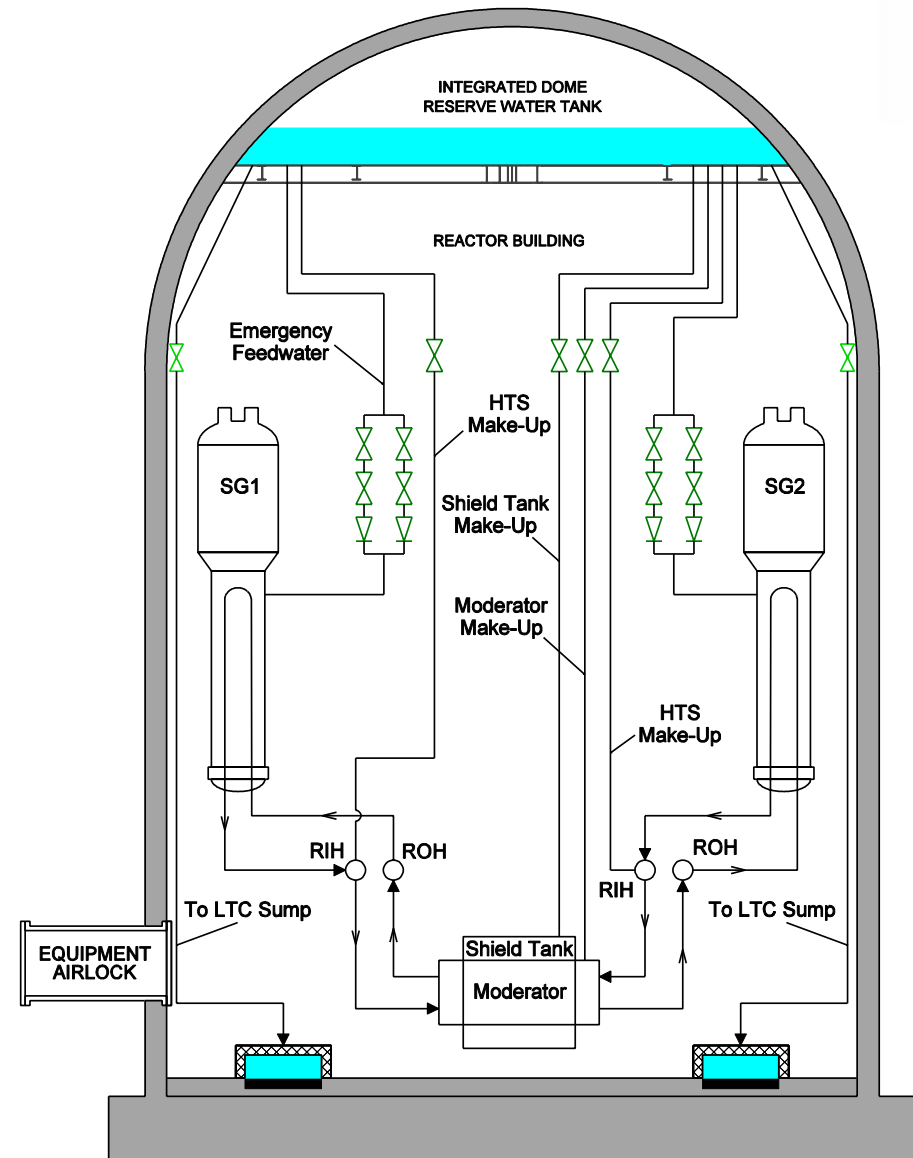 INTEGRATED DOME
RESERVE WATER TANK
REACTOR BUILDING
Emergency
Feedwater
HTS
Make-Up
SG1
SG2
Shield Tank
Make-Up
Moderator
Make-Up
HTS
Make-Up
RIH
ROH
ROH
RIH
To LTC Sump
To LTC Sump
EQUIPMENT
AIRLOCK
Shield Tank
Moderator